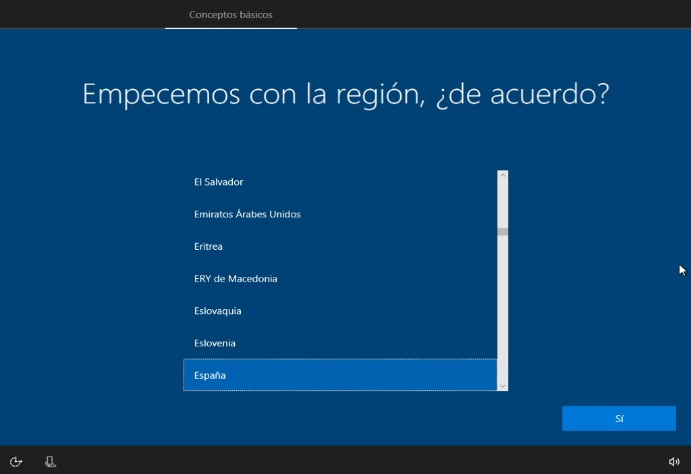 Conceptos básicos
Empecemos con la región, ¿de acuerdo?
El Salvador
Emiratos Árabes Unidos
Eritrea
ERY de Macedonia
Eslovaquia
Eslovenia
España
Sí